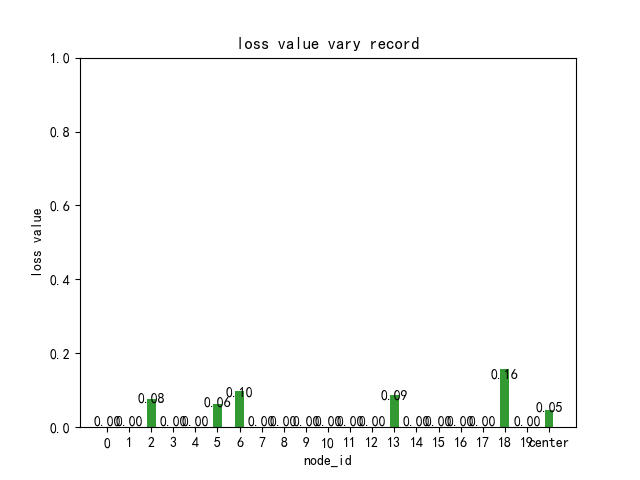 loss value vary record
1.0
0.8
0.6
0.4
0.2
0.0
loss value
0.00 0.00 0.08 0.00 0.00 0.06 0.10 0.00 0.00 0.00 0.00 0.00 0.00 0.09 0.00 0.00 0.00 0.00 0.16 0.00 0.05
0 1 2 3 4 5 6 7 8 9 10 11 12 13 14 15 16 17 18 19 center
node_id